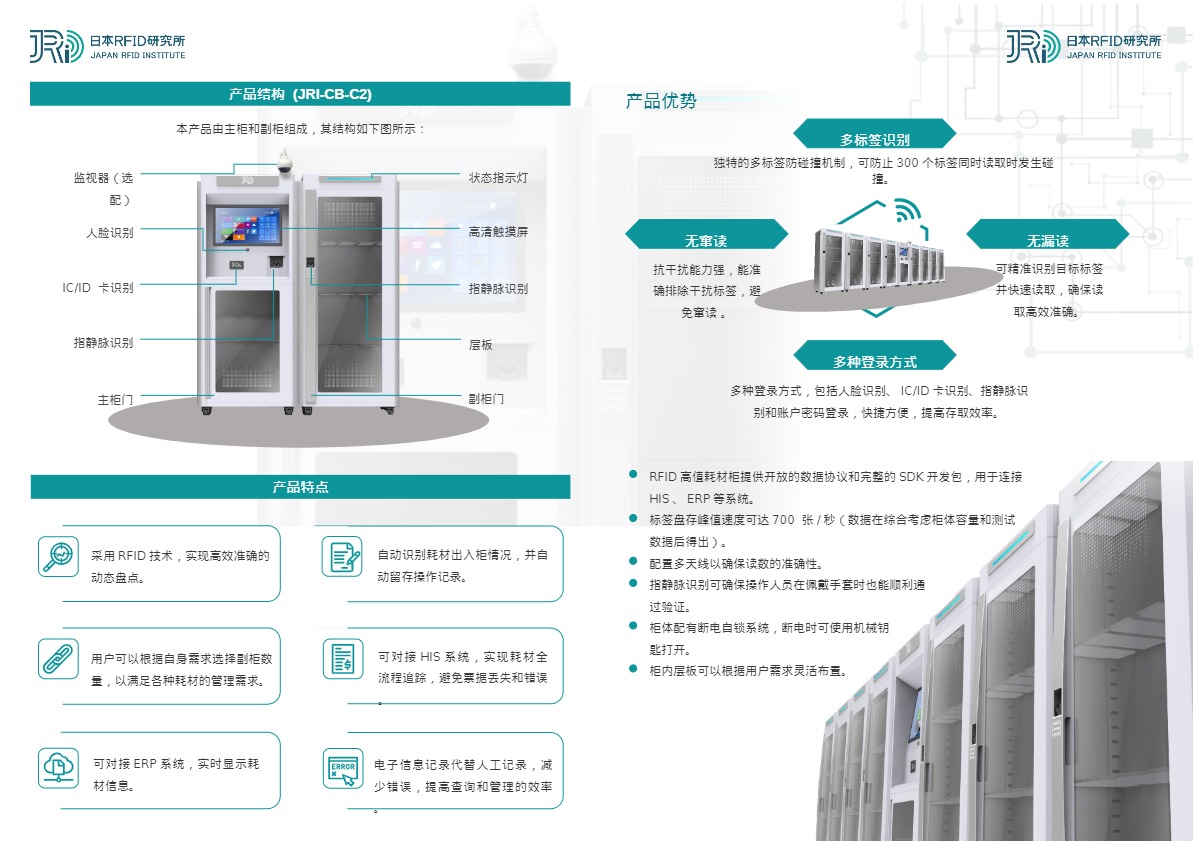 日本RFID研究所
JAPAN RFID INSTITUTE
产品结构 (JRI-CB-C2)
本产品由主柜和副柜组成，其结构如下图所示：
监视器（选
配）
人脸识别
IC/ID 卡识别
指静脉识别
主柜门
状态指示灯
高清触摸屏
指静脉识别
层板
副柜门
产品特点
采用 RFID 技术，实现高效准确的
动态盘点。
自动识别耗材出入柜情况，并自
动留存操作记录。
用户可以根据自身需求选择副柜数
量，以满足各种耗材的管理需求。
可对接 HIS 系统，实现耗材全
流程追踪，避免票据丢失和错误
。
可对接 ERP 系统，实时显示耗
材信息。
ERROR
电子信息记录代替人工记录，减
少错误，提高查询和管理的效率
。
日本RFID研究所
JAPAN RFID INSTITUTE
产品优势
多标签识别
独特的多标签防碰撞机制，可防止 300 个标签同时读取时发生碰
撞。
无窜读
抗干扰能力强，能准
确排除干扰标签，避
免窜读 。
无漏读
可精准识别目标标签
并快速读取，确保读
取高效准确。
多种登录方式
多种登录方式，包括人脸识别、 IC/ID 卡识别、指静脉识
别和账户密码登录，快捷方便，提高存取效率。
RFID 高值耗材柜提供开放的数据协议和完整的 SDK 开发包，用于连接
HIS 、 ERP 等系统。
标签盘存峰值速度可达 700 张 / 秒（数据在综合考虑柜体容量和测试
数据后得出）。
配置多天线以确保读数的准确性。
指静脉识别可确保操作人员在佩戴手套时也能顺利通
过验证。
柜体配有断电自锁系统，断电时可使用机械钥
匙打开。
柜内层板可以根据用户需求灵活布置。